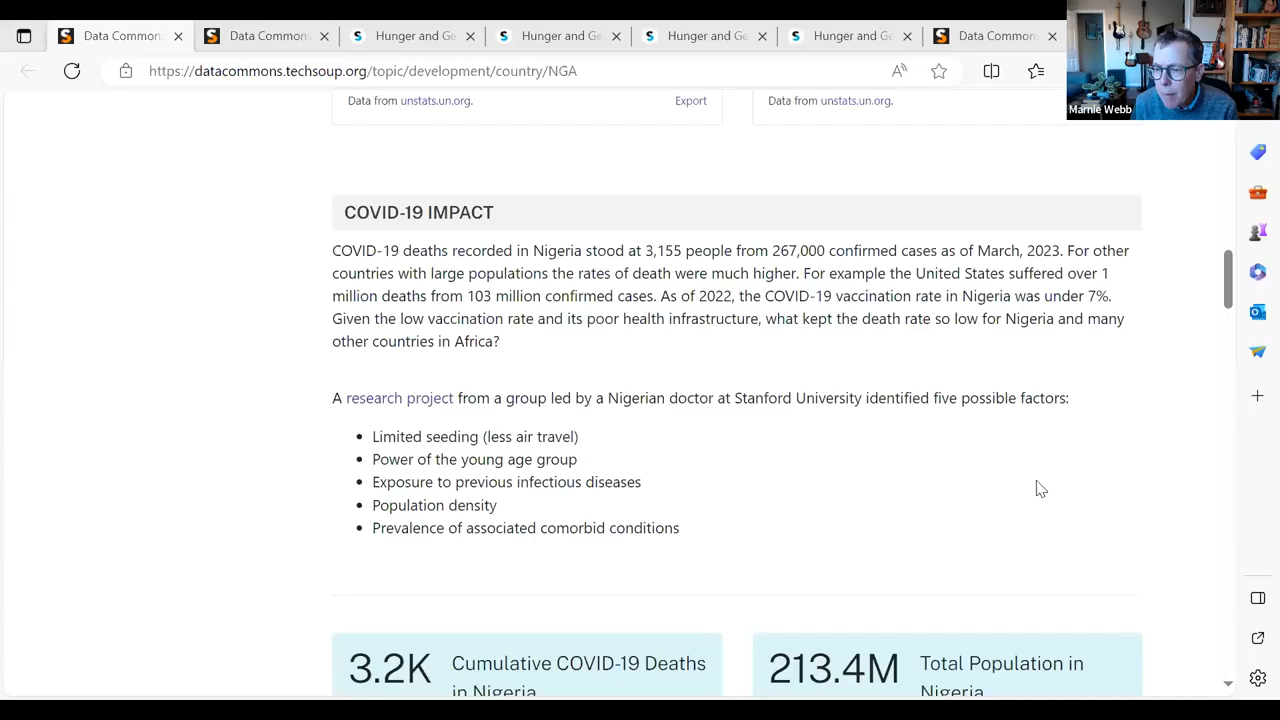 Data Common
Data Common
Hunger and Ge
Hunger and Ge
Hunger and Ge
Hunger and Ge
Data Common
https://datacommons.techsoup.org/topic/development/country/NGA
Marnie Webb
Data from unstats.un.org.
Export
Data from unstats.un.org.
COVID-19 IMPACT
COVID-19 deaths recorded in Nigeria stood at 3,155 people from 267,000 confirmed cases as of March, 2023. For other
countries with large populations the rates of death were much higher. For example the United States suffered over 1
million deaths from 103 million confirmed cases. As of 2022, the COVID-19 vaccination rate in Nigeria was under 7%.
Given the low vaccination rate and its poor health infrastructure, what kept the death rate so low for Nigeria and many
other countries in Africa?
A research project from a group led by a Nigerian doctor at Stanford University identified five possible factors:
• Limited seeding (less air travel)
• Power of the young age group
• Exposure to previous infectious diseases
• Population density
• Prevalence of associated comorbid conditions
3.2K Cumulative COVID-19 Deaths
in Nigeria
213.4M Total Population in
Nigeria